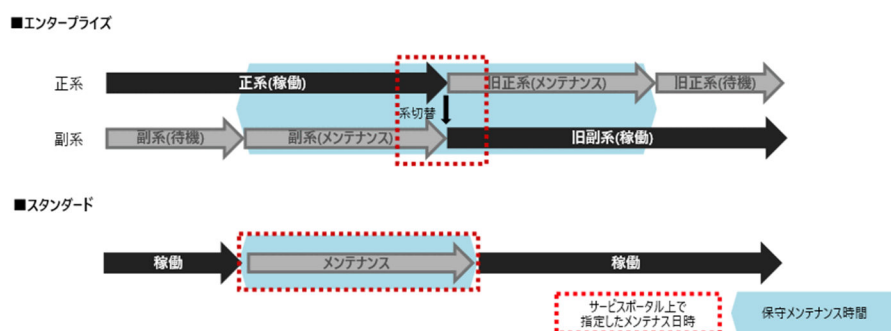 ■エンタープライズ
正系
正系(稼働)
旧正系(メンテナンス)
旧正系(待機)
系切替
副系
副系(待機)
副系(メンテナンス)
旧副系(稼働)
■スタンダード
稼働
メンテナンス
稼働
サービスポータル上で
指定したメンテナス日時
保守メンテナンス時間